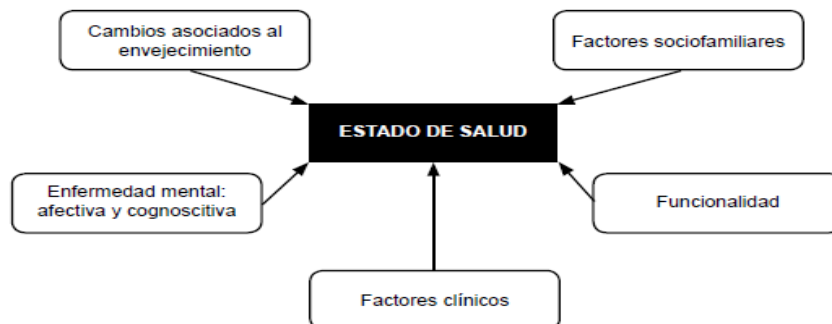 Cambios asociados al
envejecimiento
Factores sociofamiliares
ESTADO DE SALUD
Enfermedad mental:
afectiva y cognoscitiva
Funcionalidad
Factores clínicos